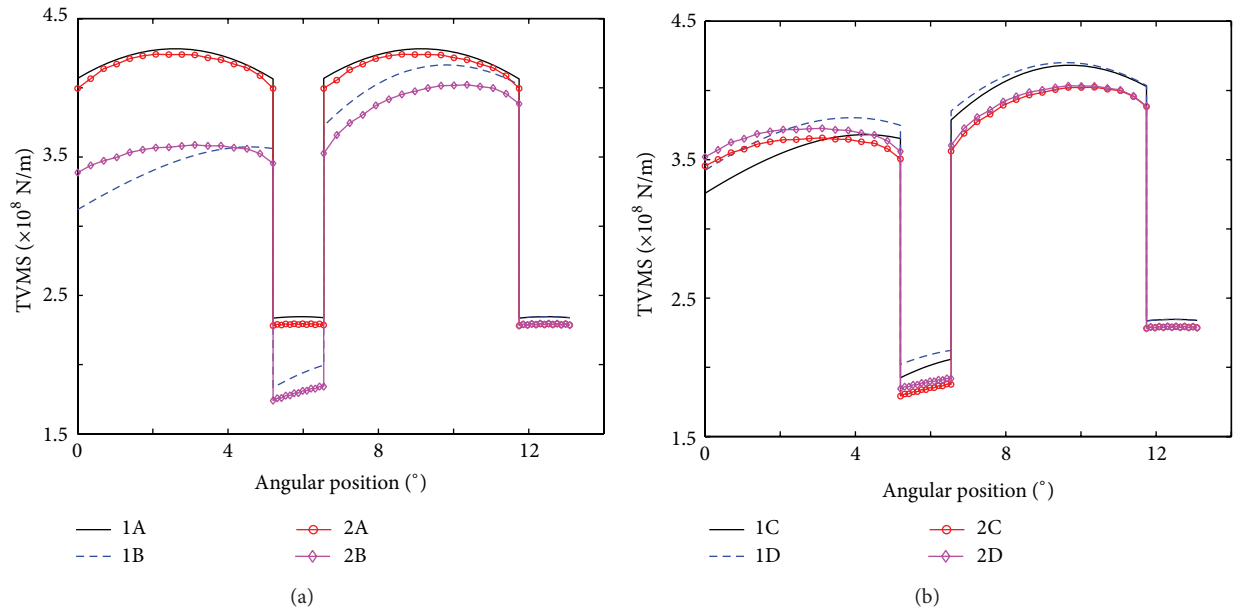 4.5
3.5
2.5
1.5
TVMS (×10⁸ N/m)
0
4
8
12
Angular position (°)
1A
1B
2A
2B
(a)
4.5
3.5
2.5
1.5
TVMS (×10⁸ N/m)
0
4
8
12
Angular position (°)
1C
1D
2C
2D
(b)